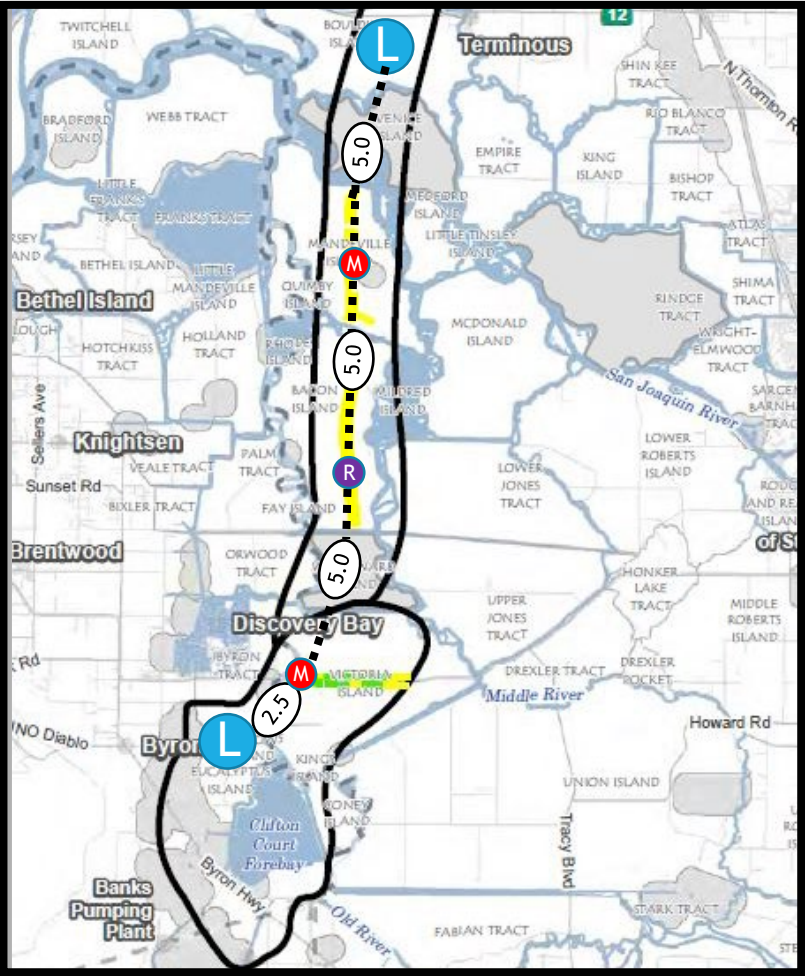 TWITCHELL
ISLAND
L
12
Terminous
SHIN KEE
TRACT
N Thornton R
BRADFORD
ISLAND
WEBB TRACT
VENICE
ISLAND
RIO BLANCO
TRACT
5.0
EMPIRE
TRACT
KING
ISLAND
BISHOP
TRACT
LITTLE
FRANKS
TRACT
FRANKS TRACT
MEDFORD
ISLAND
LITTLE TINSLEY
ISLAND
ATLAS
TRACT
BETHEL ISLAND
MANDEVILLE
M
LITTLE
MANDEVILLE
ISLAND
QUIMBY
ISLAND
SHIMA
TRACT
Bethel Island
RINDGE
TRACT
MCDONALD
ISLAND
WRIGHT-
ELMWOOD
TRACT
HOTCHKISS
TRACT
HOLLAND
TRACT
RHODE
ISLAND
5.0
BACON
ISLAND
MILDRED
ISLAND
San Joaquin River
Sellers Ave
Knightsen
LOWER
ROBERTS
ISLAND
VEALE TRACT
PALM
TRACT
R
LOWER
JONES
TRACT
Sunset Rd
BIXLER TRACT
FAY ISLAND
Brentwood
ORWOOD
TRACT
5.0
of St
HONKER
LAKE
TRACT
UPPER
JONES
TRACT
MIDDLE
ROBERTS
ISLAND
Discovery Bay
Rd
BYRON
TRACT
M
VICTORIA
ISLAND
DREXLER TRACT
DREXLER
POCKET
Middle River
2.5
Howard Rd
INO Diablo
Byron
L
EUCALYPTUS
ISLAND
KINGS
ISLAND
UNION ISLAND
CONEY
ISLAND
Clifton
Court
Forebay
Tracy Blvd
Byron Hwy
Banks
Pumping
Plant
Old River
STARK TRACT
FABIAN TRACT